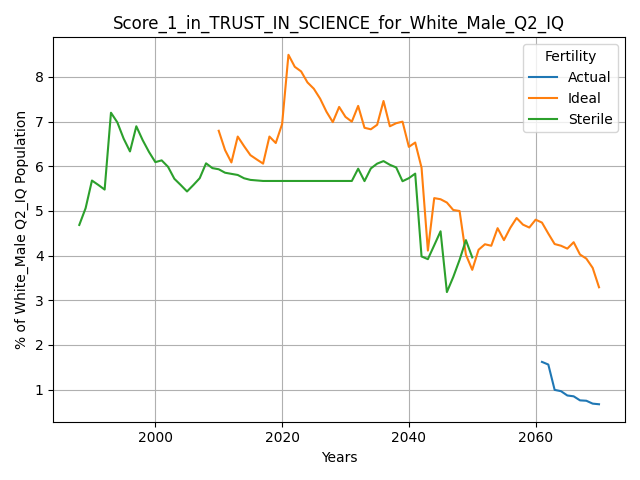 Score_1_in_TRUST_IN_SCIENCE_for_White_Male_Q2_IQ
% of White_Male Q2_IQ Population
8
7
6
5
4
3
2
1
Fertility
Actual
Ideal
Sterile
2000 2020 2040 2060
Years